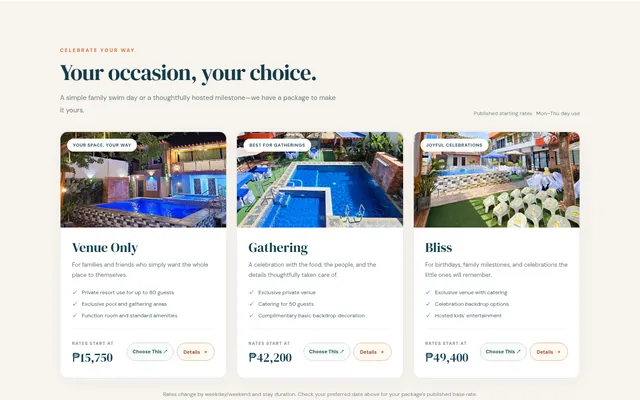 CELEBRATE YOUR WAY
Your occasion, your choice.
A simple family swim day or a thoughtfully hosted milestone—we have a package to make
it yours.
Published starting rates · Mon–Thu day use
YOUR SPACE, YOUR WAY
Venue Only
For families and friends who simply want the whole
place to themselves.
✓ Private resort use for up to 80 guests
✓ Exclusive pool and gathering areas
✓ Function room and standard amenities
RATES START AT
₱15,750
Choose This ↗
Details +
BEST FOR GATHERINGS
Gathering
A celebration with the food, the people, and the
details thoughtfully taken care of.
✓ Exclusive private venue
✓ Catering for 50 guests
✓ Complimentary basic backdrop decoration
RATES START AT
₱42,200
Choose This ↗
Details +
JOYFUL CELEBRATIONS
Bliss
For birthdays, family milestones, and celebrations the
little ones will remember.
✓ Exclusive venue with catering
✓ Celebration backdrop options
✓ Hosted kids' entertainment
RATES START AT
₱49,400
Choose This ↗
Details +
Rates change by weekday/weekend and stay duration. Check your preferred date above for your package's published base rate.